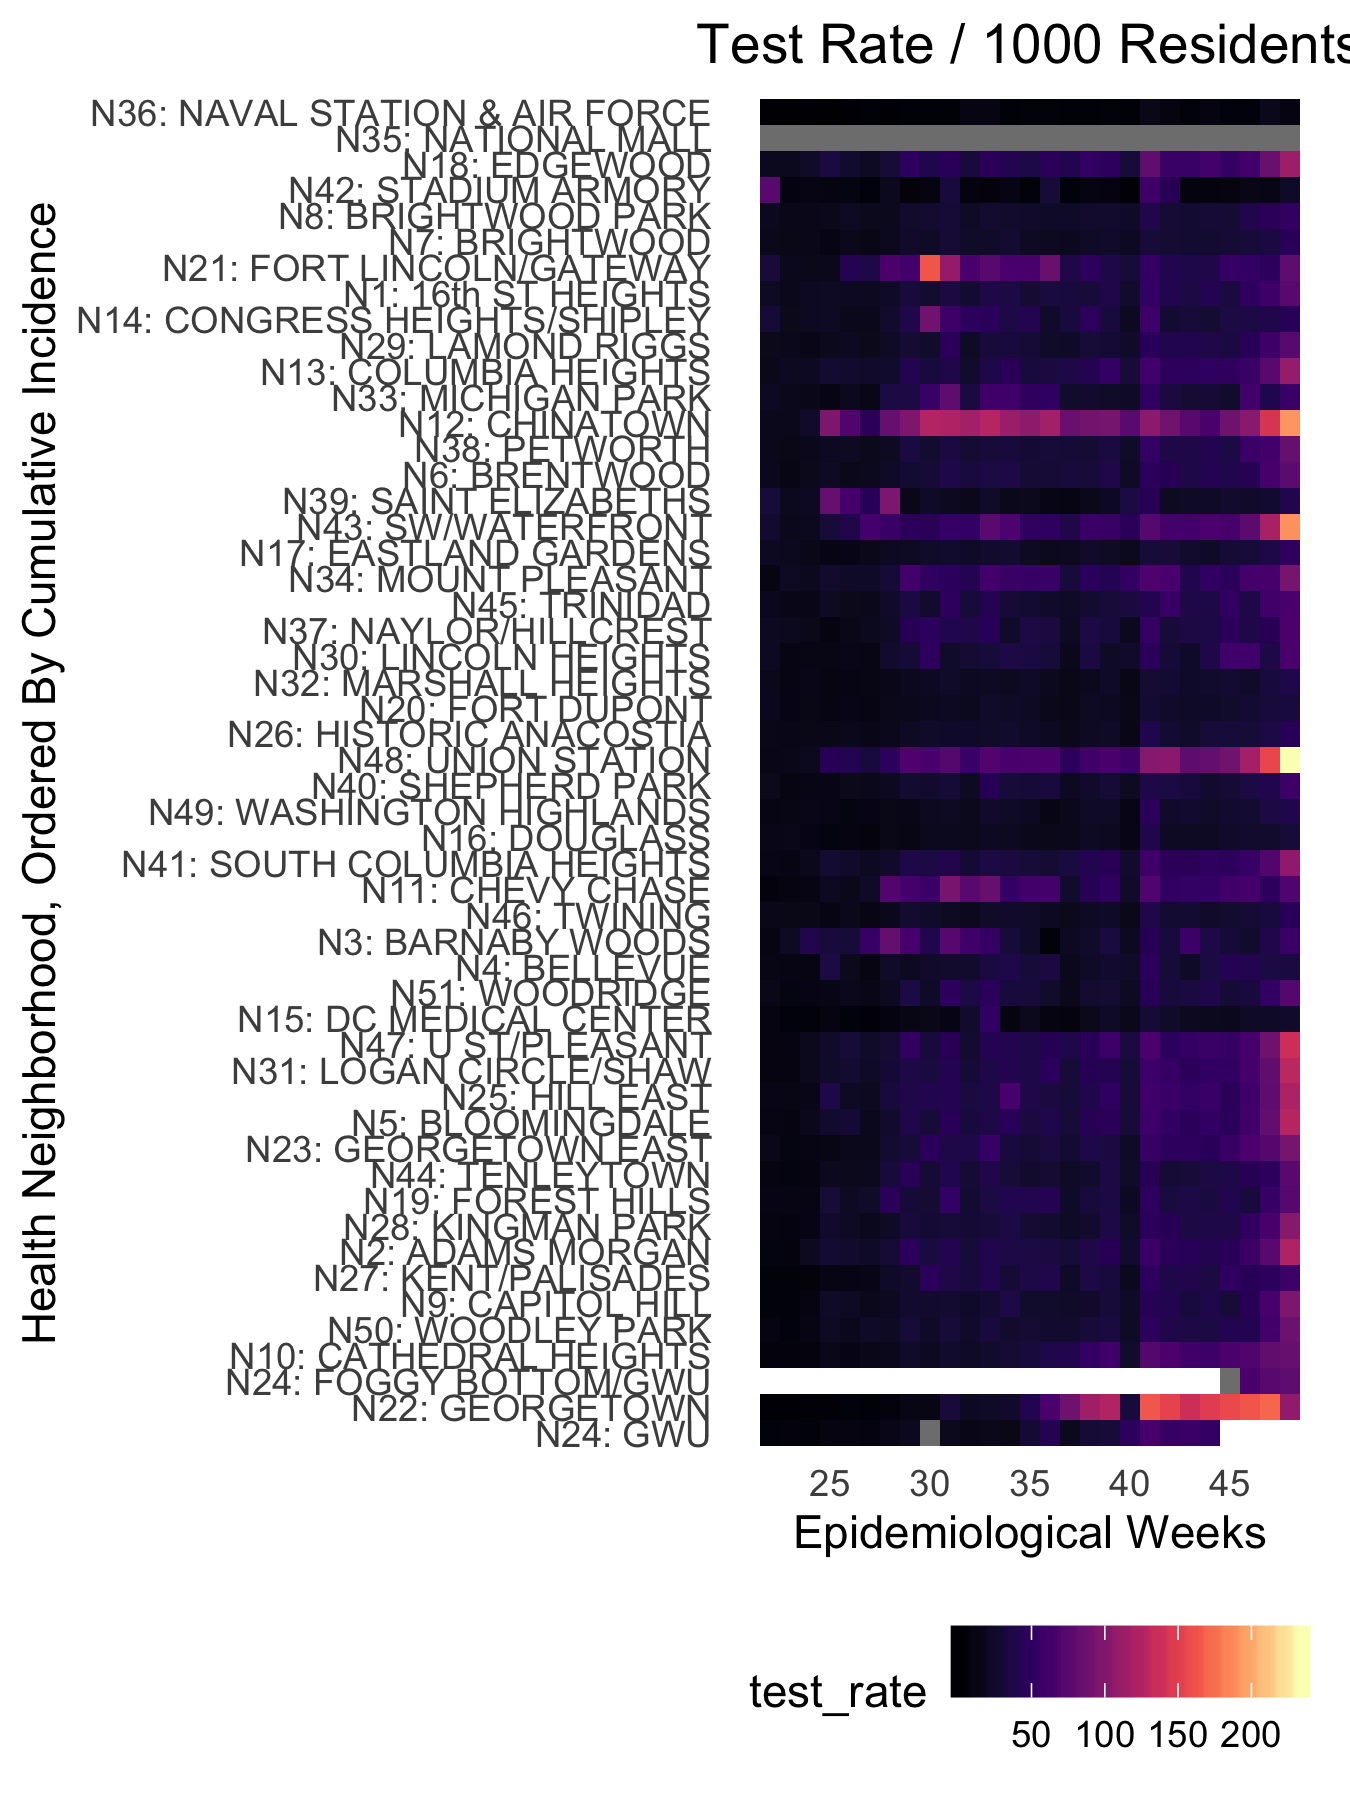 Test Rate / 1000 Residents
Health Neighborhood, Ordered By Cumulative Incidence
N36: NAVAL STATION & AIR FORCE
N35: NATIONAL MALL
N18: EDGEWOOD
N42: STADIUM ARMORY
N8: BRIGHTWOOD PARK
N7: BRIGHTWOOD
N21: FORT LINCOLN/GATEWAY
N1: 16th ST HEIGHTS
N14: CONGRESS HEIGHTS/SHIPLEY
N29: LAMOND RIGGS
N13: COLUMBIA HEIGHTS
N33: MICHIGAN PARK
N12: CHINATOWN
N38: PETWORTH
N6: BRENTWOOD
N39: SAINT ELIZABETHS
N43: SW/WATERFRONT
N17: EASTLAND GARDENS
N34: MOUNT PLEASANT
N45: TRINIDAD
N37: NAYLOR/HILLCREST
N30: LINCOLN HEIGHTS
N32: MARSHALL HEIGHTS
N20: FORT DUPONT
N26: HISTORIC ANACOSTIA
N48: UNION STATION
N40: SHEPHERD PARK
N49: WASHINGTON HIGHLANDS
N16: DOUGLASS
N41: SOUTH COLUMBIA HEIGHTS
N11: CHEVY CHASE
N46: TWINING
N3: BARNABY WOODS
N4: BELLEVUE
N51: WOODRIDGE
N15: DC MEDICAL CENTER
N47: U ST/PLEASANT
N31: LOGAN CIRCLE/SHAW
N25: HILL EAST
N5: BLOOMINGDALE
N23: GEORGETOWN EAST
N44: TENLEYTOWN
N19: FOREST HILLS
N28: KINGMAN PARK
N2: ADAMS MORGAN
N27: KENT/PALISADES
N9: CAPITOL HILL
N50: WOODLEY PARK
N10: CATHEDRAL HEIGHTS
N24: FOGGY BOTTOM/GWU
N22: GEORGETOWN
N24: GWU
25 30 35 40 45
Epidemiological Weeks
test_rate
50 100 150 200